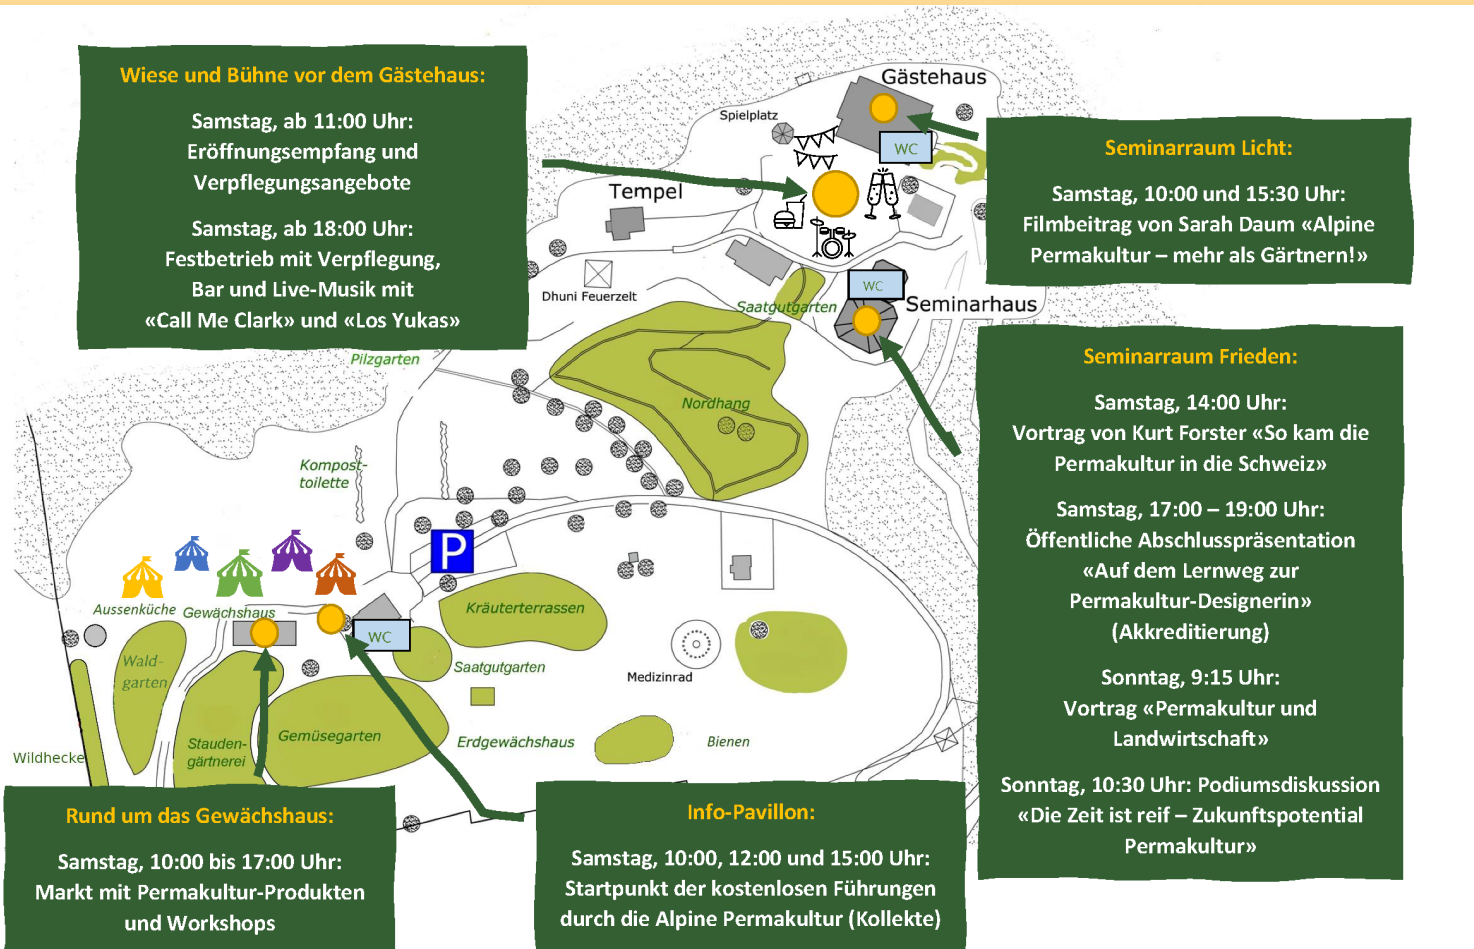 Wiese und Bühne vor dem Gästehaus:
Samstag, ab 11:00 Uhr:
Eröffnungsempfang und
Verpflegungsangebote
Samstag, ab 18:00 Uhr:
Festbetrieb mit Verpflegung,
Bar und Live-Musik mit
«Call Me Clark» und «Los Yukas»
Gästehaus
Spielplatz
WC
Tempel
Seminarraum Licht:
Samstag, 10:00 und 15:30 Uhr:
Filmbeitrag von Sarah Daum «Alpine
Permakultur – mehr als Gärtnern!»
Dhuni Feuerzelt
WC
Saatgutgarten
Seminarhaus
Pilzgarten
Nordhang
Seminarraum Frieden:
Samstag, 14:00 Uhr:
Vortrag von Kurt Forster «So kam die
Permakultur in die Schweiz»
Samstag, 17:00 – 19:00 Uhr:
Öffentliche Abschlusspräsentation
«Auf dem Lernweg zur
Permakultur-Designerin»
(Akkreditierung)
Sonntag, 9:15 Uhr:
Vortrag «Permakultur und
Landwirtschaft»
Sonntag, 10:30 Uhr: Podiumsdiskussion
«Die Zeit ist reif – Zukunftspotential
Permakultur»
Kompost-
toilette
P
Aussenküche
Gewächshaus
Kräuterterrassen
WC
Wald-
garten
Saatgutgarten
Medizinrad
Stauden-
gärtnerei
Gemüsegarten
Erdgewächshaus
Bienen
Wildhecke
Rund um das Gewächshaus:
Samstag, 10:00 bis 17:00 Uhr:
Markt mit Permakultur-Produkten
und Workshops
Info-Pavillon:
Samstag, 10:00, 12:00 und 15:00 Uhr:
Startpunkt der kostenlosen Führungen
durch die Alpine Permakultur (Kollekte)